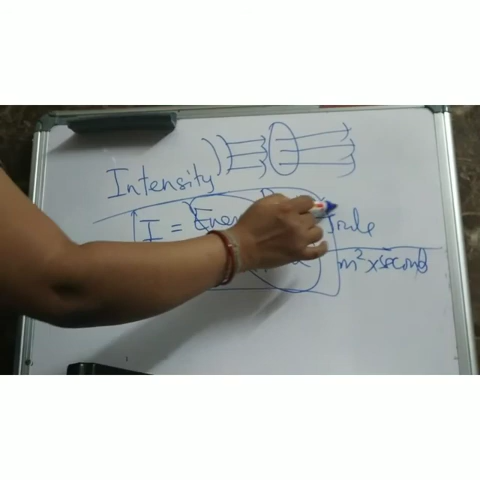 Intensity
I = Joule
m² x second